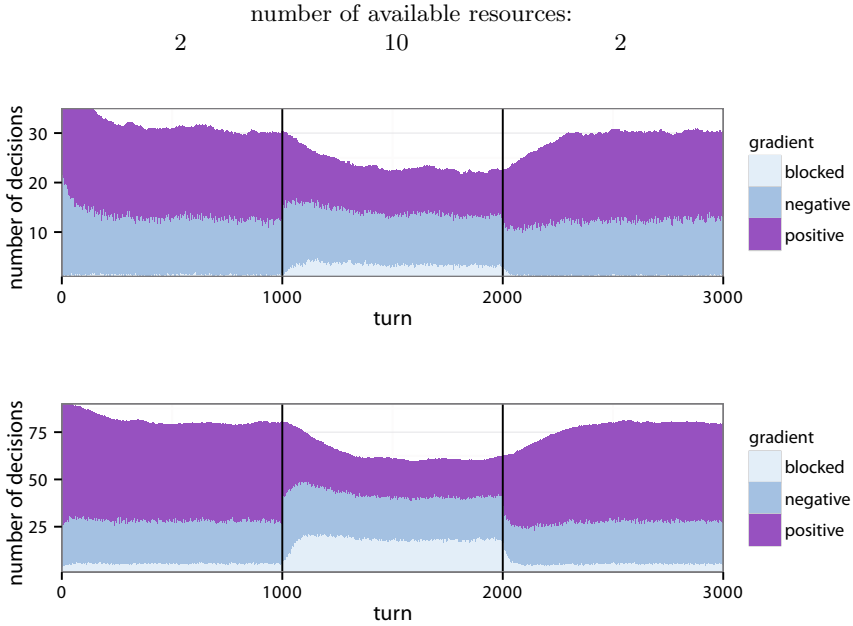 number of available resources:
2 10 2
number of decisions
30
20
10
0 1000 2000 3000
turn
gradient
blocked
negative
positive
number of decisions
75
50
25
0 1000 2000 3000
turn
gradient
blocked
negative
positive